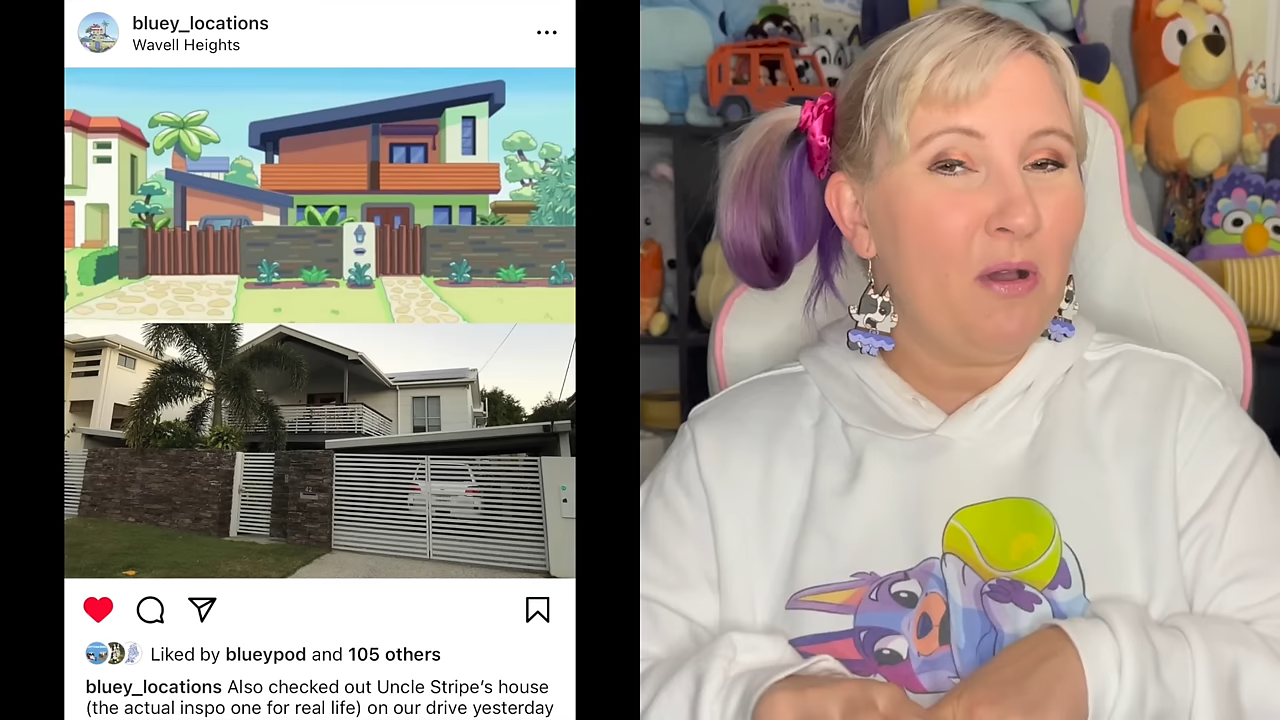 bluey_locations
Wavell Heights
Liked by blueypod and 105 others
bluey_locations Also checked out Uncle Stripe's house
(the actual inspo one for real life) on our drive yesterday